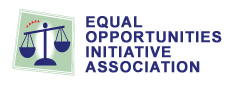 EQUAL
OPPORTUNITIES
INITIATIVE
ASSOCIATION